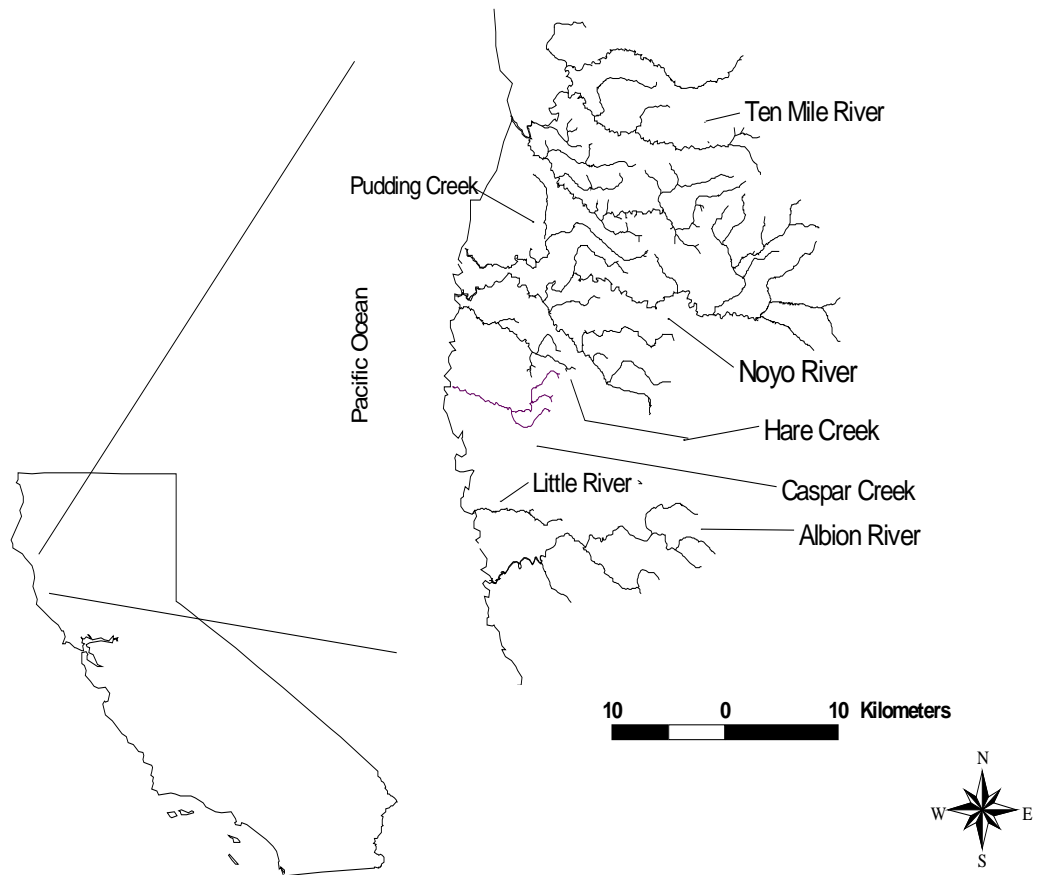 Ten Mile River
Pudding Creek
Pacific Ocean
Noyo River
Hare Creek
Little River
Caspar Creek
Albion River
10 0 10 Kilometers
N
W E
S